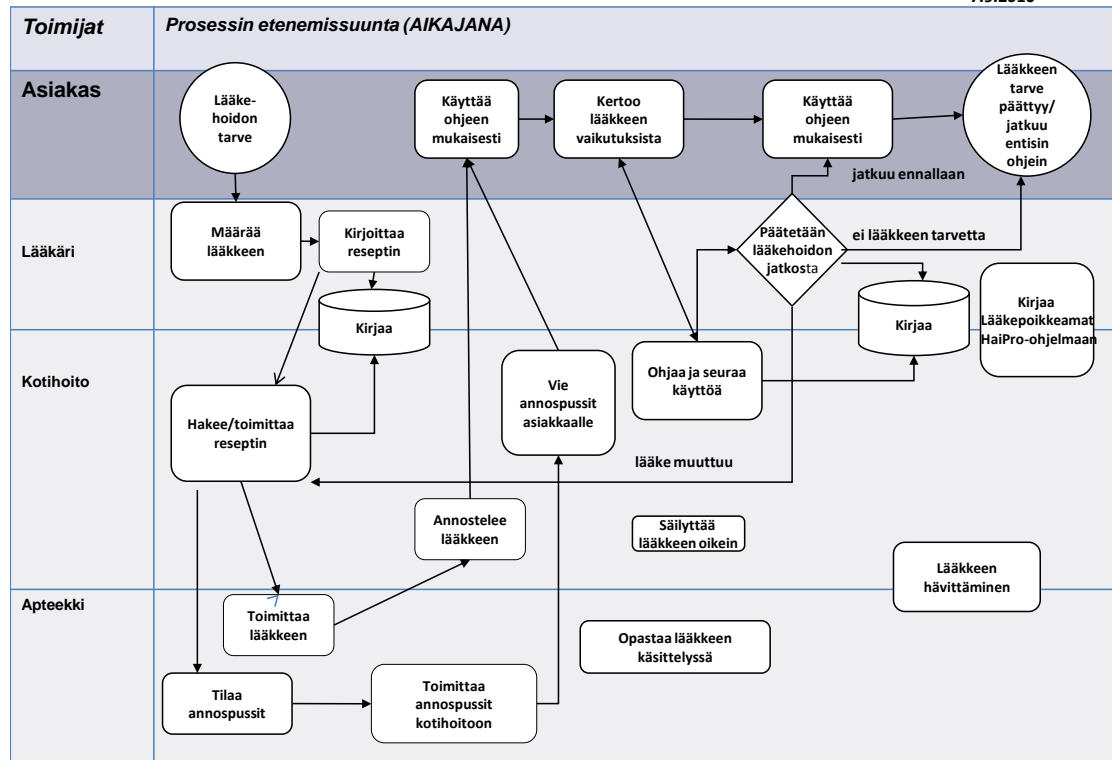 Toimijat
Prosessin etenemissuunta (AIKAJANA)
Asiakas
Lääke-
hoidon
tarve
Käyttää
ohjeen
mukaisesti
Kertoo
lääkkeen
vaikutuksista
Käyttää
ohjeen
mukaisesti
Lääkkeen
tarve
päättyy/
jatkuu
entisin
ohjein
jatkuu ennallaan
Lääkäri
Määrää
lääkkeen
Kirjoittaa
reseptin
Kirjaa
Päätetään
lääkehoidon
jatkosta
ei lääkkeen tarvetta
Kirjaa
Kirjaa
Lääkepoikkeamat
HaiPro-ohjelmaan
Kotihoito
Hakee/toimittaa
reseptin
Vie
annospussit
asiakkaalle
Ohjaa ja seuraa
käyttöä
lääke muuttuu
Annostelee
lääkkeen
Säilyttää
lääkkeen oikein
Lääkkeen
hävittäminen
Apteekki
Toimittaa
lääkkeen
Opastaa lääkkeen
käsittelyssä
Tilaa
annospussit
Toimittaa
annospussit
kotihoitoon